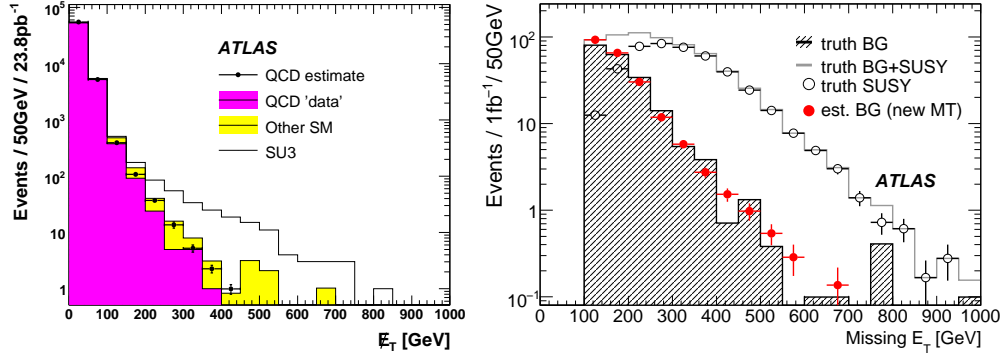 Events / 50GeV / 23.8pb⁻¹
10⁵
10⁴
10³
10²
10
1
ATLAS
QCD estimate
QCD 'data'
Other SM
SU3
0 100 200 300 400 500 600 700 800 900 1000
E̸_T [GeV]
Events / 1fb⁻¹ / 50GeV
10²
10
1
10⁻¹
truth BG
truth BG+SUSY
truth SUSY
est. BG (new MT)
ATLAS
0 100 200 300 400 500 600 700 800 900 1000
Missing E_T [GeV]